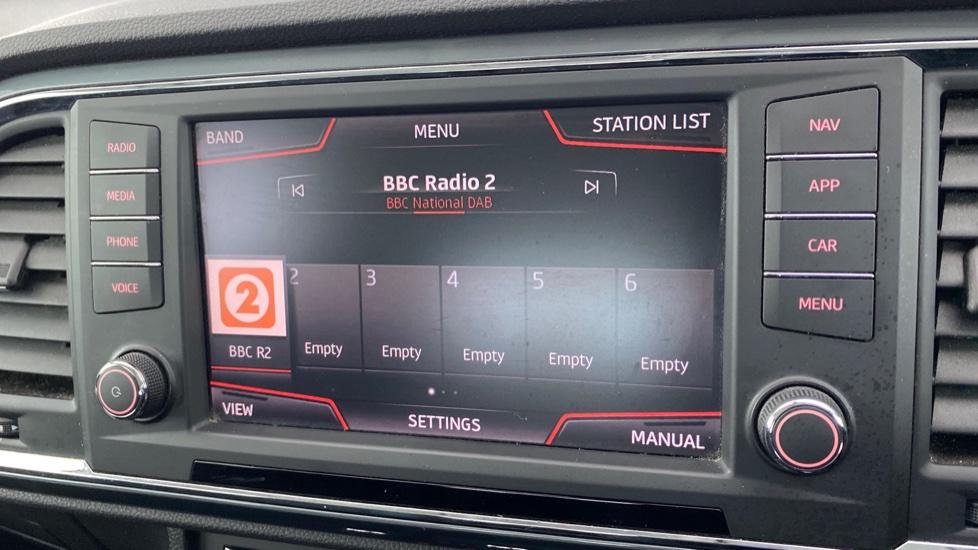 RADIO
MEDIA
PHONE
VOICE
BAND
MENU
STATION LIST
BBC Radio 2
BBC National DAB
2
BBC R2
2
Empty
3
Empty
4
Empty
5
Empty
6
Empty
VIEW
SETTINGS
MANUAL
NAV
APP
CAR
MENU